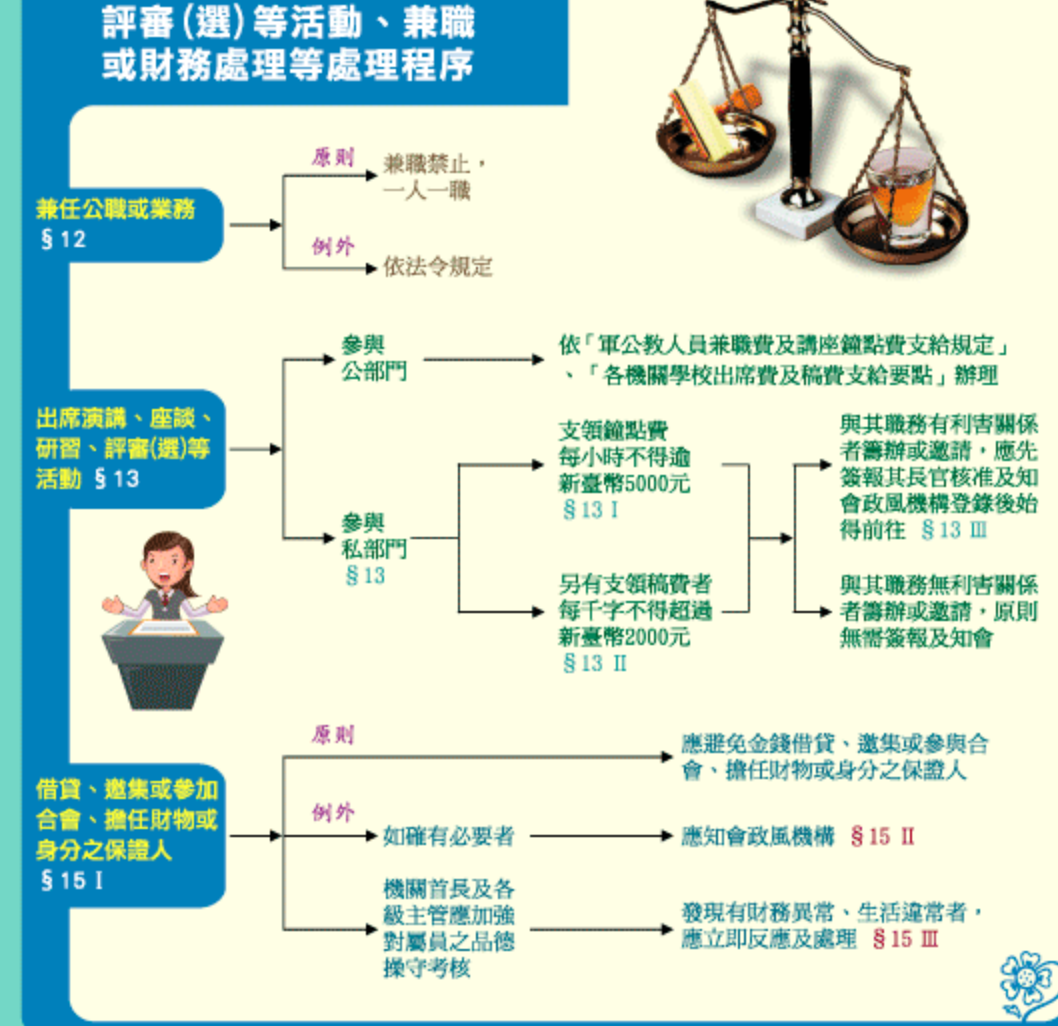 評審(選)等活動、兼職
或財務處理等處理程序
兼任公職或業務
§12
原則
兼職禁止，
一人一職
例外
依法令規定
出席演講、座談、
研習、評審(選)等
活動 §13
參與
公部門
依「軍公教人員兼職費及講座鐘點費支給規定」
、「各機關學校出席費及稿費支給要點」辦理
參與
私部門
§13
支領鐘點費
每小時不得逾
新臺幣5000元
§13 I
另有支領稿費者
每千字不得超過
新臺幣2000元
§13 II
與其職務有利害關係
者籌辦或邀請，應先
簽報其長官核准及知
會政風機構登錄後始
得前往 §13 III
與其職務無利害關係
者籌辦或邀請，原則
無需簽報及知會
借貸、邀集或參加
合會、擔任財物或
身分之保證人
§15 I
原則
應避免金錢借貸、邀集或參與合
會、擔任財物或身分之保證人
例外
如確有必要者
應知會政風機構 §15 II
機關首長及各
級主管應加強
對屬員之品德
操守考核
發現有財務異常、生活違常者，
應立即反應及處理 §15 III